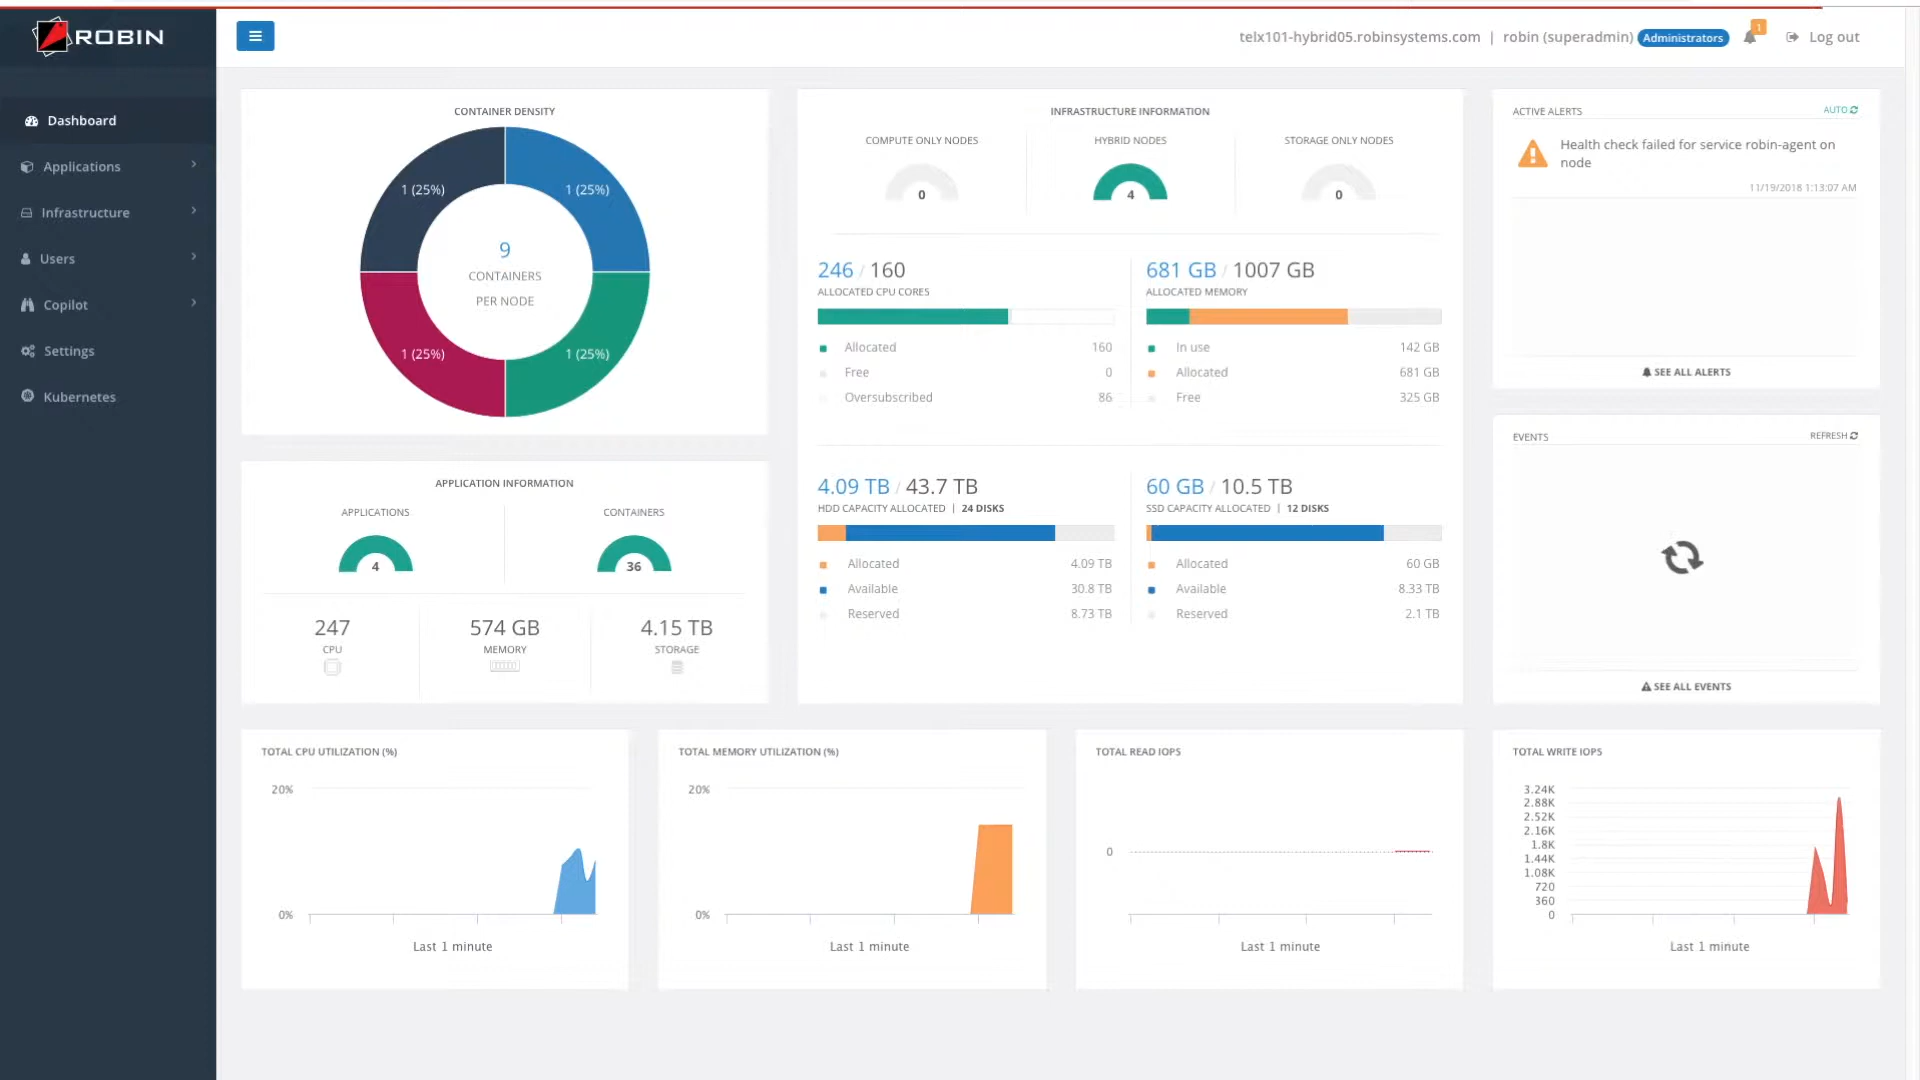 ROBIN
telx101-hybrid05.robinsystems.com | robin (superadmin) Administrators 1 Log out
Dashboard
Applications
Infrastructure
Users
Copilot
Settings
Kubernetes
CONTAINER DENSITY
1 (25%) 1 (25%)
9
CONTAINERS
PER NODE
1 (25%) 1 (25%)
APPLICATION INFORMATION
APPLICATIONS CONTAINERS
4 36
247 574 GB 4.15 TB
CPU MEMORY STORAGE
INFRASTRUCTURE INFORMATION
COMPUTE ONLY NODES HYBRID NODES STORAGE ONLY NODES
0 4 0
246 / 160
ALLOCATED CPU CORES
Allocated 160
Free 0
Oversubscribed 86
681 GB / 1007 GB
ALLOCATED MEMORY
In use 142 GB
Allocated 681 GB
Free 325 GB
4.09 TB / 43.7 TB
HDD CAPACITY ALLOCATED | 24 DISKS
Allocated 4.09 TB
Available 30.8 TB
Reserved 8.73 TB
60 GB / 10.5 TB
SSD CAPACITY ALLOCATED | 12 DISKS
Allocated 60 GB
Available 8.33 TB
Reserved 2.1 TB
ACTIVE ALERTS AUTO
Health check failed for service robin-agent on
node
11/19/2018 1:13:07 AM
SEE ALL ALERTS
EVENTS REFRESH
SEE ALL EVENTS
TOTAL CPU UTILIZATION (%)
20%
0%
Last 1 minute
TOTAL MEMORY UTILIZATION (%)
20%
0%
Last 1 minute
TOTAL READ IOPS
0
Last 1 minute
TOTAL WRITE IOPS
3.24K
2.88K
2.52K
2.16K
1.8K
1.44K
1.08K
720
360
0
Last 1 minute